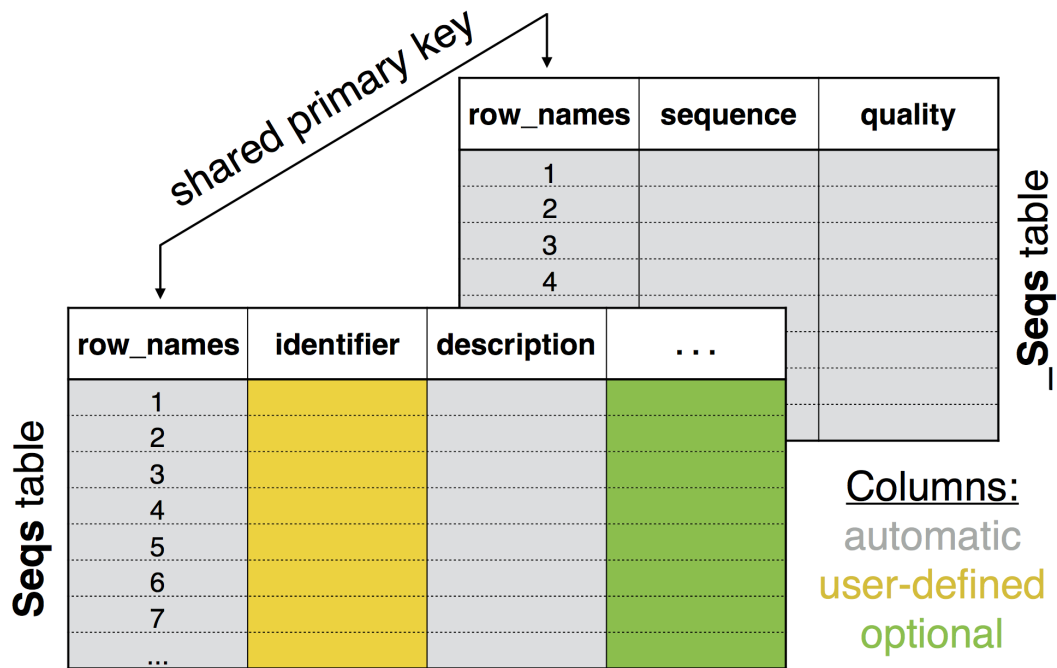 shared primary key
row_names sequence quality
1
2
3
4
_Seqs table
row_names identifier description ...
1
2
3
4
5
6
7
...
Seqs table
Columns:
automatic
user-defined
optional